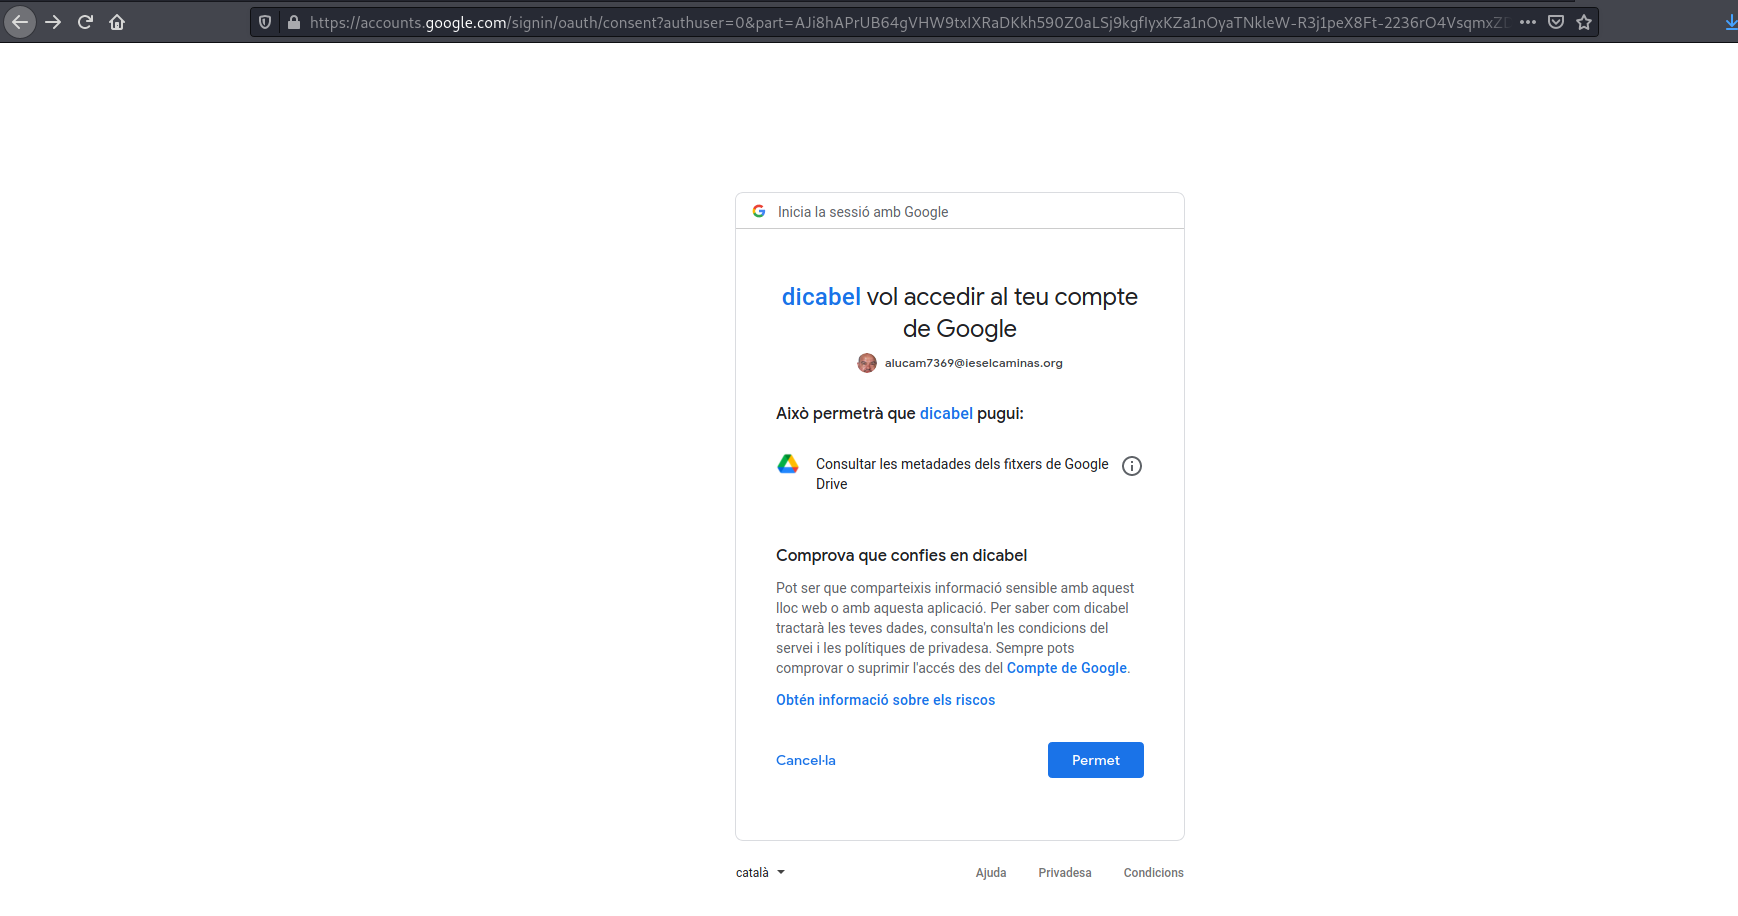 https://accounts.google.com/signin/oauth/consent?authuser=0&part=AJi8hAPrUB64gVHW9txIXRaDKkh590Z0aLSj9kgfIyxKZa1nOyaTNkleW-R3j1peX8Ft-2236rO4VsqmxZD
Inicia la sessió amb Google
dicabel vol accedir al teu compte
de Google
alucam7369@ieselcaminas.org
Això permetrà que dicabel pugui:
Consultar les metadades dels fitxers de Google
Drive
Comprova que confies en dicabel
Pot ser que comparteixis informació sensible amb aquest
lloc web o amb aquesta aplicació. Per saber com dicabel
tractarà les teves dades, consulta'n les condicions del
servei i les polítiques de privadesa. Sempre pots
comprovar o suprimir l'accés des del Compte de Google.
Obtén informació sobre els riscos
Cancel·la
Permet
català
Ajuda
Privadesa
Condicions